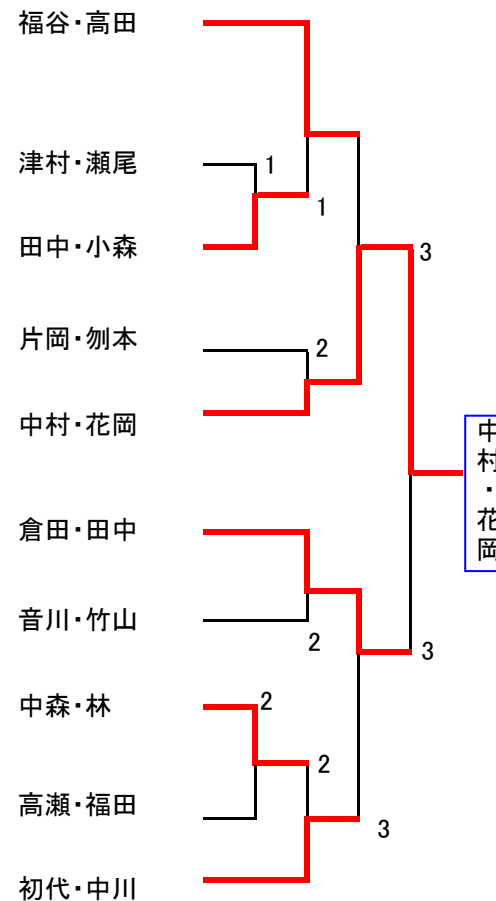 福谷・高田
津村・瀬尾
1
1
田中・小森
3
片岡・刎本
2
中村・花岡
中村・花岡
倉田・田中
音川・竹山
2
3
中森・林
2
2
高瀬・福田
3
初代・中川